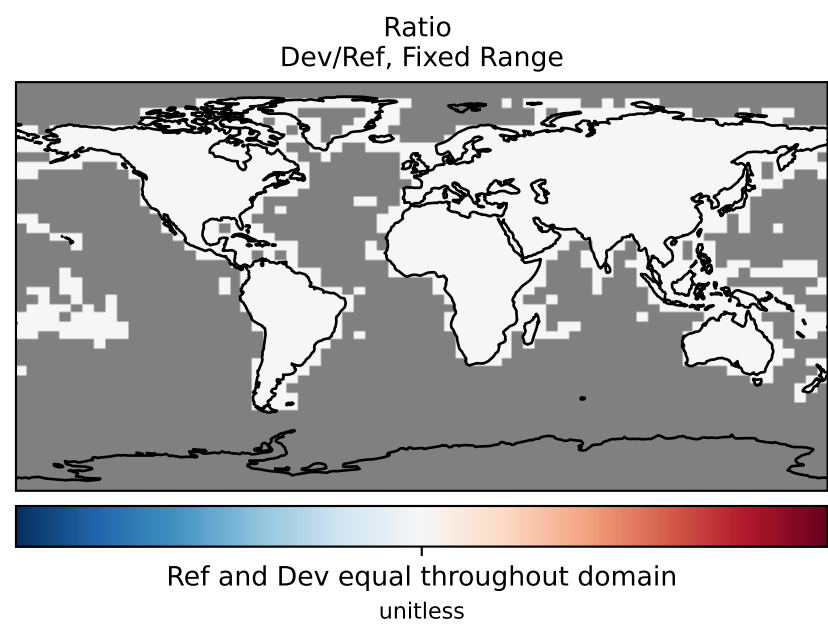 Ratio
Dev/Ref, Fixed Range
Ref and Dev equal throughout domain
unitless